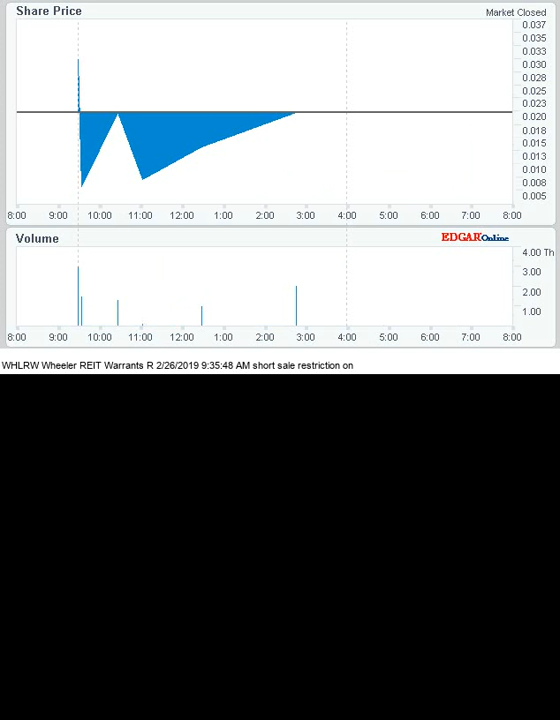 Share Price
Market Closed
0.037
0.035
0.033
0.030
0.028
0.025
0.023
0.020
0.018
0.015
0.013
0.010
0.008
0.005
8:00 9:00 10:00 11:00 12:00 1:00 2:00 3:00 4:00 5:00 6:00 7:00 8:00
Volume
EDGAR Online
4.00 Th
3.00
2.00
1.00
8:00 9:00 10:00 11:00 12:00 1:00 2:00 3:00 4:00 5:00 6:00 7:00 8:00
WHLRW Wheeler REIT Warrants R 2/26/2019 9:35:48 AM short sale restriction on